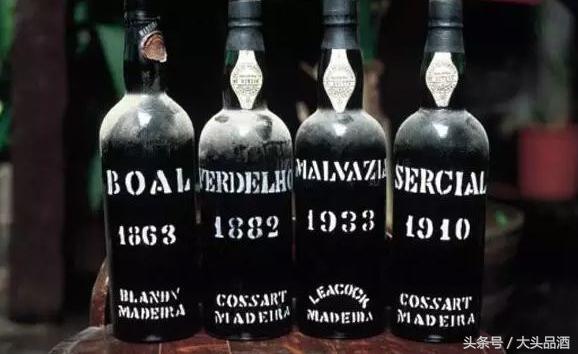 BOAL
1863
BLANDY
MADEIRA
VERDELHO
1882
COSSART
MADEIRA
MALVAZIA
1933
LEACOCK
MADEIRA
SERCIAL
1910
COSSART
MADEIRA
头条号 / 大头品酒